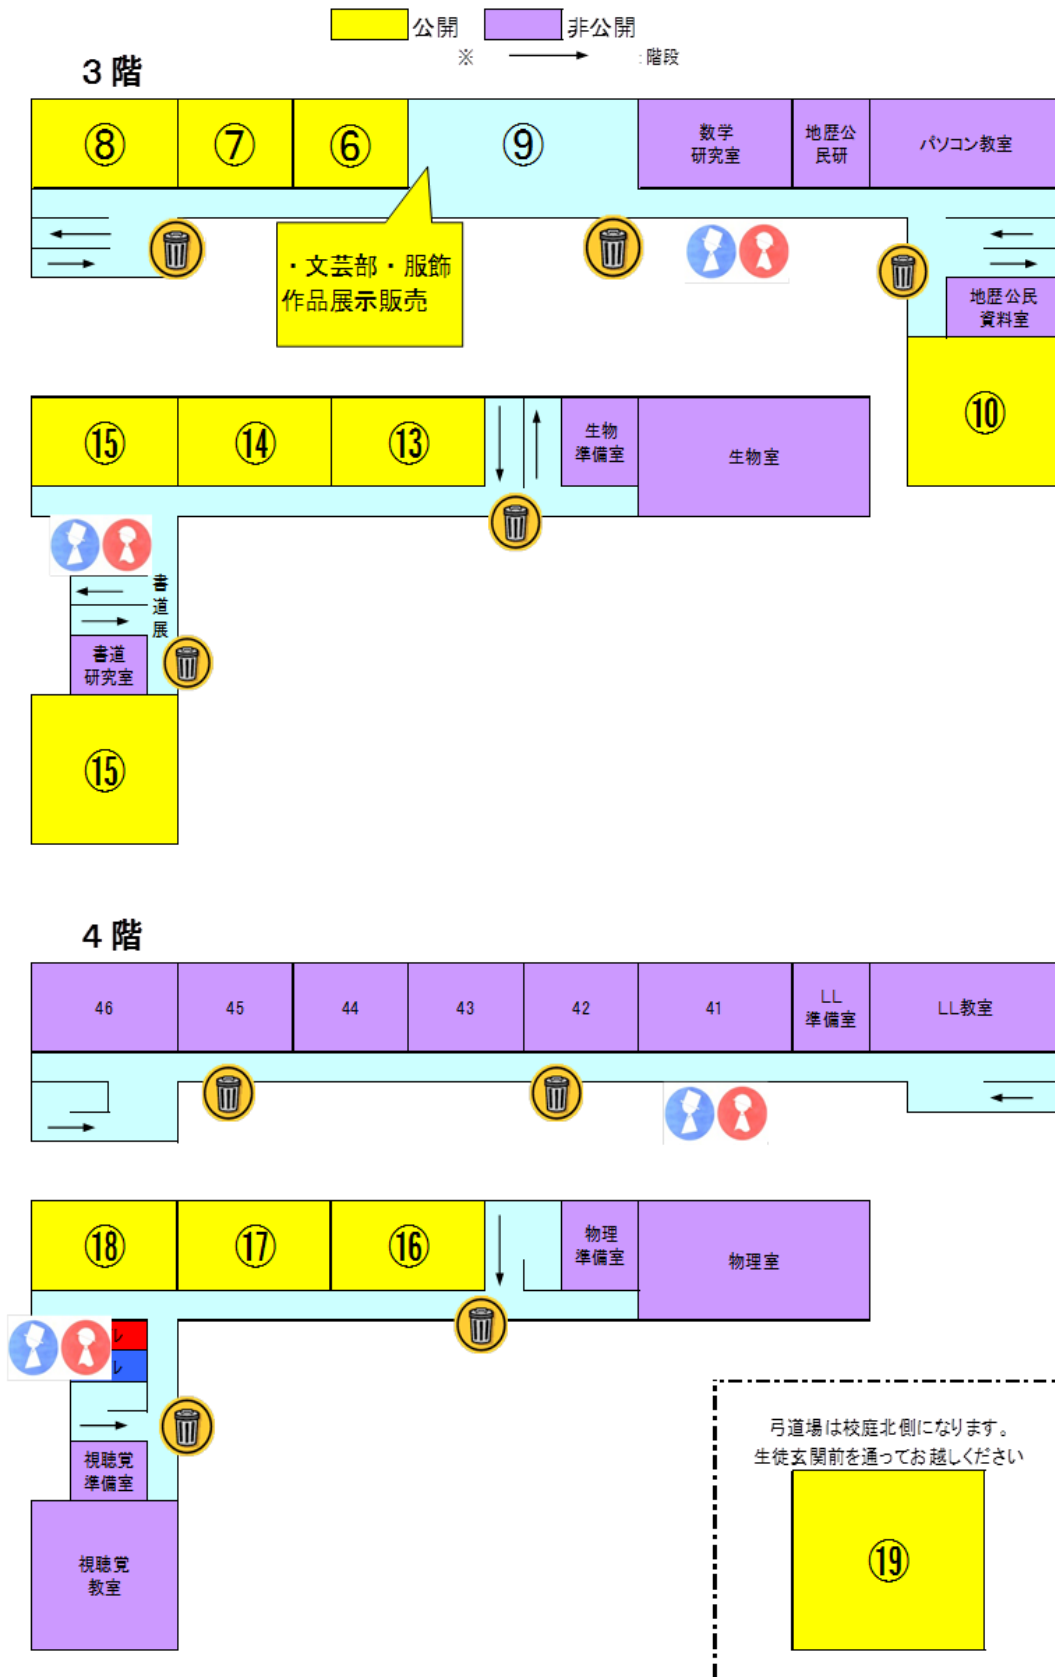 公開 非公開
※ :階段
3階
⑧ ⑦ ⑥ ⑨
数学
研究室
地歴公
民研
パソコン教室
・文芸部・服飾
作品展示販売
地歴公民
資料室
⑩
⑮ ⑭ ⑬
生物
準備室
生物室
書道展
書道
研究室
⑮
4階
46 45 44 43 42 41
LL
準備室
LL教室
⑱ ⑰ ⑯
物理
準備室
物理室
レ
レ
視聴覚
準備室
視聴覚
教室
弓道場は校庭北側になります。
生徒玄関前を通ってお越しください
⑲